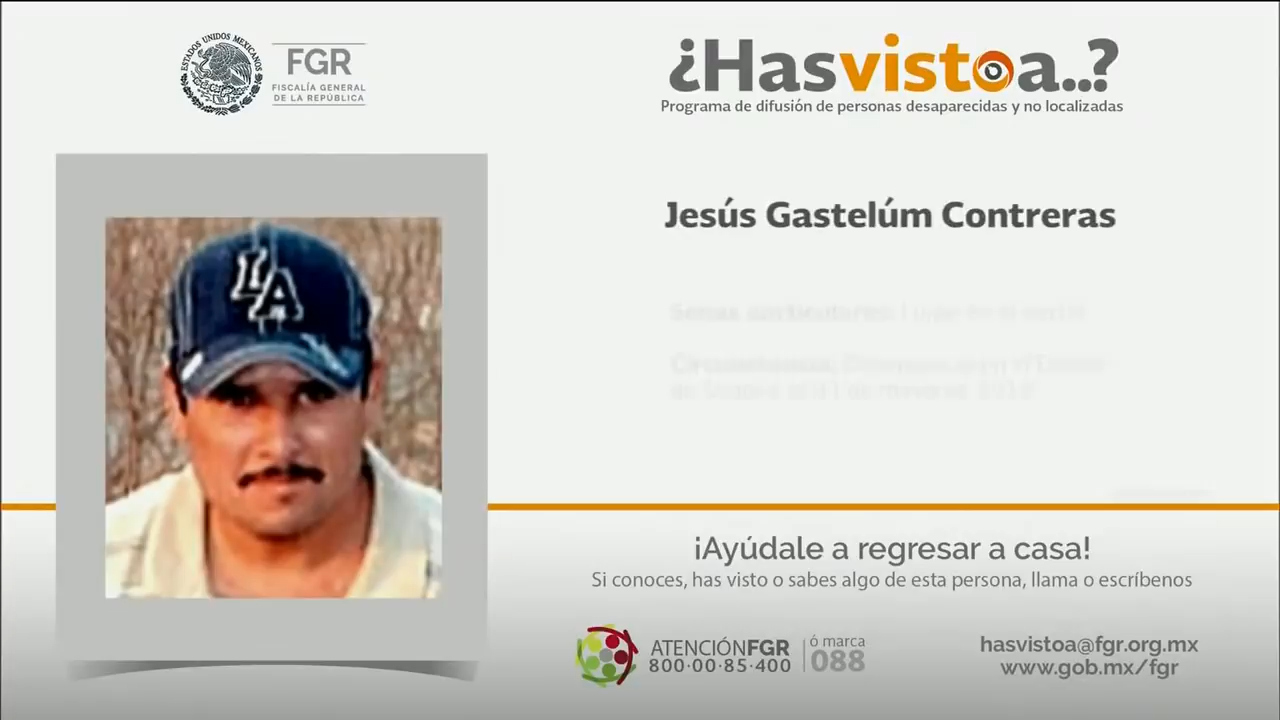 ESTADOS UNIDOS MEXICANOS
FGR
FISCALÍA GENERAL
DE LA REPÚBLICA
¿Hasvistoa..?
Programa de difusión de personas desaparecidas y no localizadas
Jesús Gastelúm Contreras
LA
¡Ayúdale a regresar a casa!
Si conoces, has visto o sabes algo de esta persona, llama o escríbenos
ATENCIÓNFGR
800·00·85·400
ó marca
088
hasvistoa@fgr.org.mx
www.gob.mx/fgr